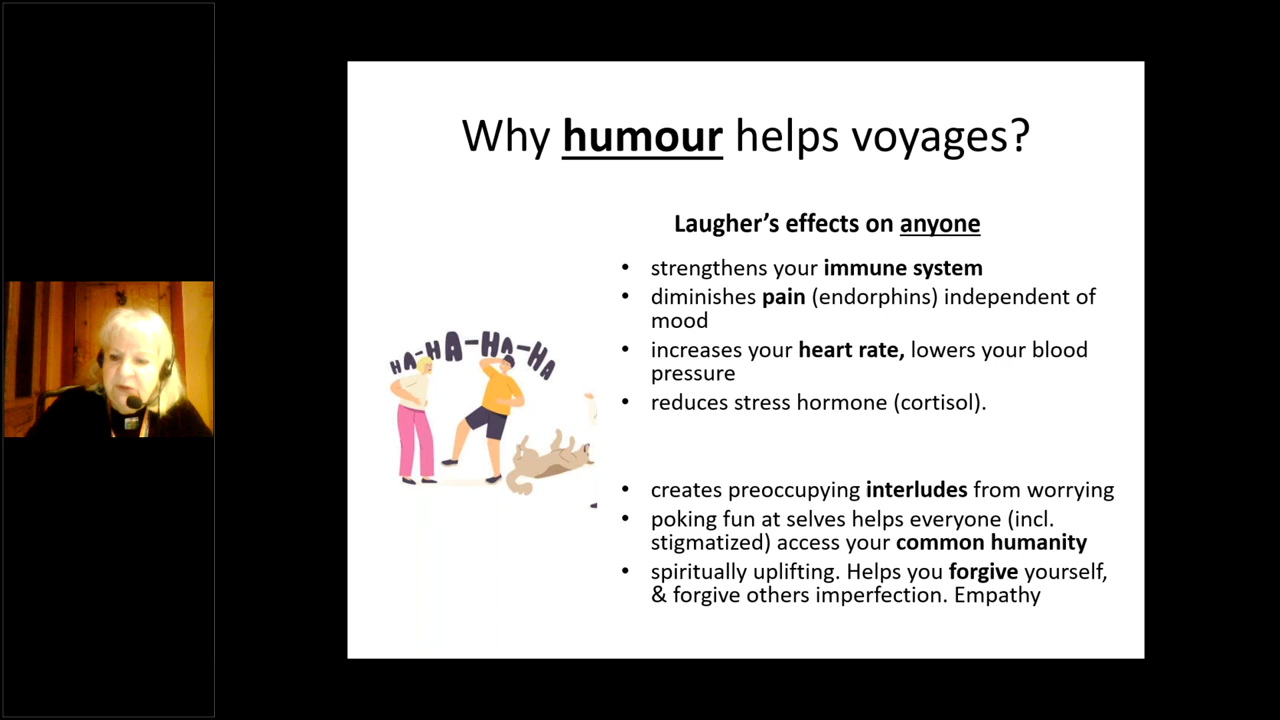 Why humour helps voyages?
Laugher's effects on anyone
• strengthens your immune system
• diminishes pain (endorphins) independent of
mood
• increases your heart rate, lowers your blood
pressure
• reduces stress hormone (cortisol).
HA-HA-HA-HA
• creates preoccupying interludes from worrying
• poking fun at selves helps everyone (incl.
stigmatized) access your common humanity
• spiritually uplifting. Helps you forgive yourself,
& forgive others imperfection. Empathy